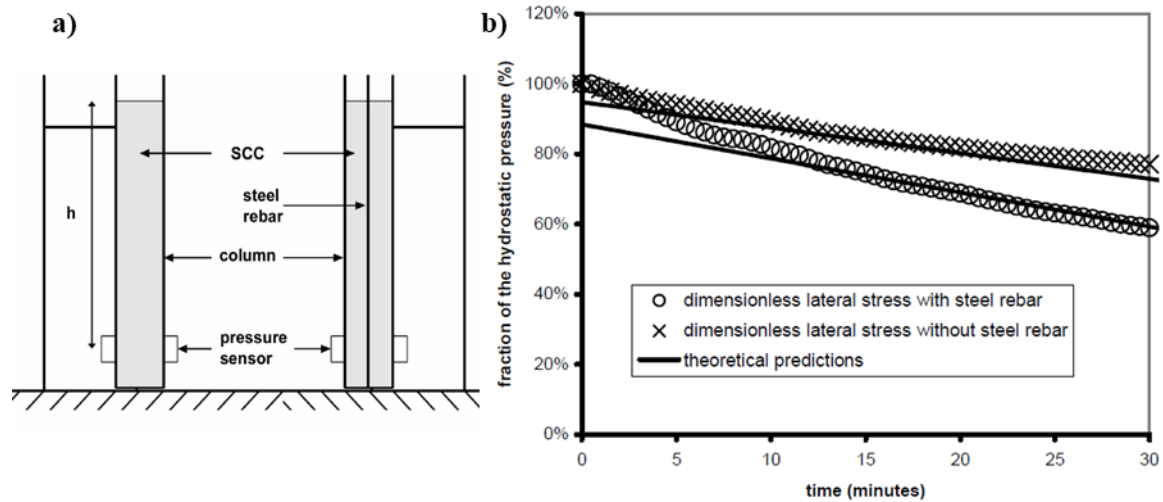 a)
SCC
steel
rebar
h
column
pressure
sensor
b)
fraction of the hydrostatic pressure (%)
120%
100%
80%
60%
40%
20%
0%
dimensionless lateral stress with steel rebar
dimensionless lateral stress without steel rebar
theoretical predictions
0 5 10 15 20 25 30
time (minutes)